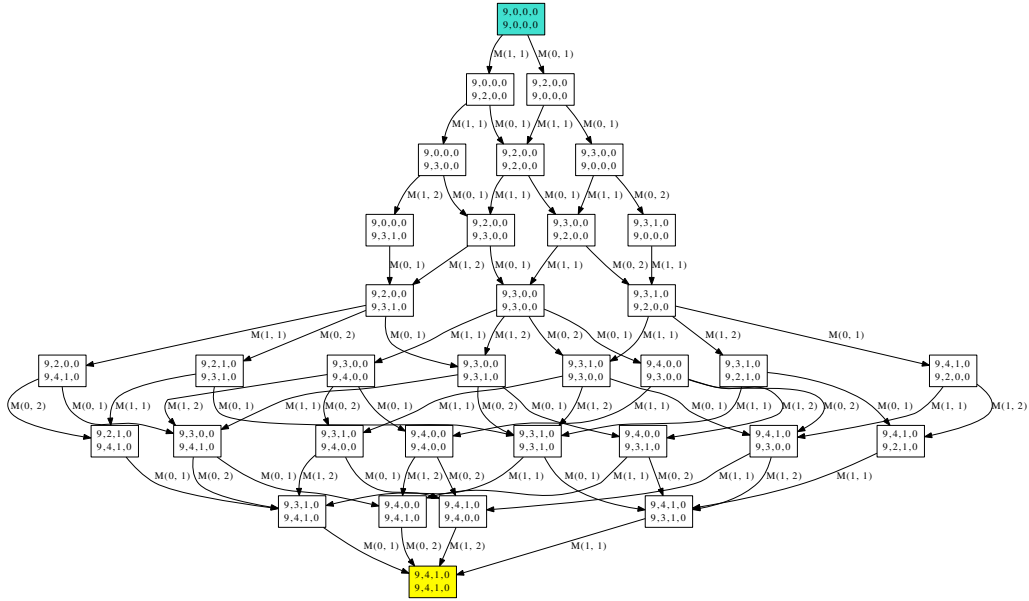 9,0,0,0
9,0,0,0
M(1, 1) M(0, 1)
9,0,0,0 9,2,0,0
9,2,0,0 9,0,0,0
M(1, 1) M(0, 1) M(1, 1) M(0, 1)
9,0,0,0 9,2,0,0 9,3,0,0
9,3,0,0 9,2,0,0 9,0,0,0
M(1, 2) M(0, 1) M(1, 1) M(0, 1) M(1, 1) M(0, 2)
9,0,0,0 9,2,0,0 9,3,0,0 9,3,1,0
9,3,1,0 9,3,0,0 9,2,0,0 9,0,0,0
M(0, 1) M(1, 2) M(0, 1) M(1, 1) M(0, 2) M(1, 1)
9,2,0,0 9,3,0,0 9,3,1,0
9,3,1,0 9,3,0,0 9,2,0,0
M(1, 1) M(0, 2) M(0, 1) M(1, 1) M(1, 2) M(0, 2) M(0, 1) M(1, 1) M(1, 2) M(0, 1)
9,2,0,0 9,2,1,0 9,3,0,0 9,3,0,0 9,3,1,0 9,4,0,0 9,3,1,0 9,4,1,0
9,4,1,0 9,3,1,0 9,4,0,0 9,3,1,0 9,3,0,0 9,3,0,0 9,2,1,0 9,2,0,0
M(0, 2) M(0, 1) M(1, 1) M(1, 2) M(0, 1) M(1, 1) M(0, 2) M(0, 1) M(1, 1) M(0, 2) M(0, 1) M(1, 2) M(1, 1) M(0, 1) M(1, 1) M(1, 2) M(0, 2) M(0, 1) M(1, 1) M(1, 2)
9,2,1,0 9,3,0,0 9,3,1,0 9,4,0,0 9,3,1,0 9,4,0,0 9,4,1,0 9,4,1,0
9,4,1,0 9,4,1,0 9,4,0,0 9,4,0,0 9,3,1,0 9,3,1,0 9,3,0,0 9,2,1,0
M(0, 1) M(0, 2) M(0, 1) M(1, 2) M(0, 1) M(1, 2) M(0, 2) M(1, 1) M(0, 1) M(1, 1) M(0, 2) M(1, 1) M(1, 2) M(1, 1)
9,3,1,0 9,4,0,0 9,4,1,0 9,4,1,0
9,4,1,0 9,4,1,0 9,4,0,0 9,3,1,0
M(0, 1) M(0, 2) M(1, 2) M(1, 1)
9,4,1,0
9,4,1,0